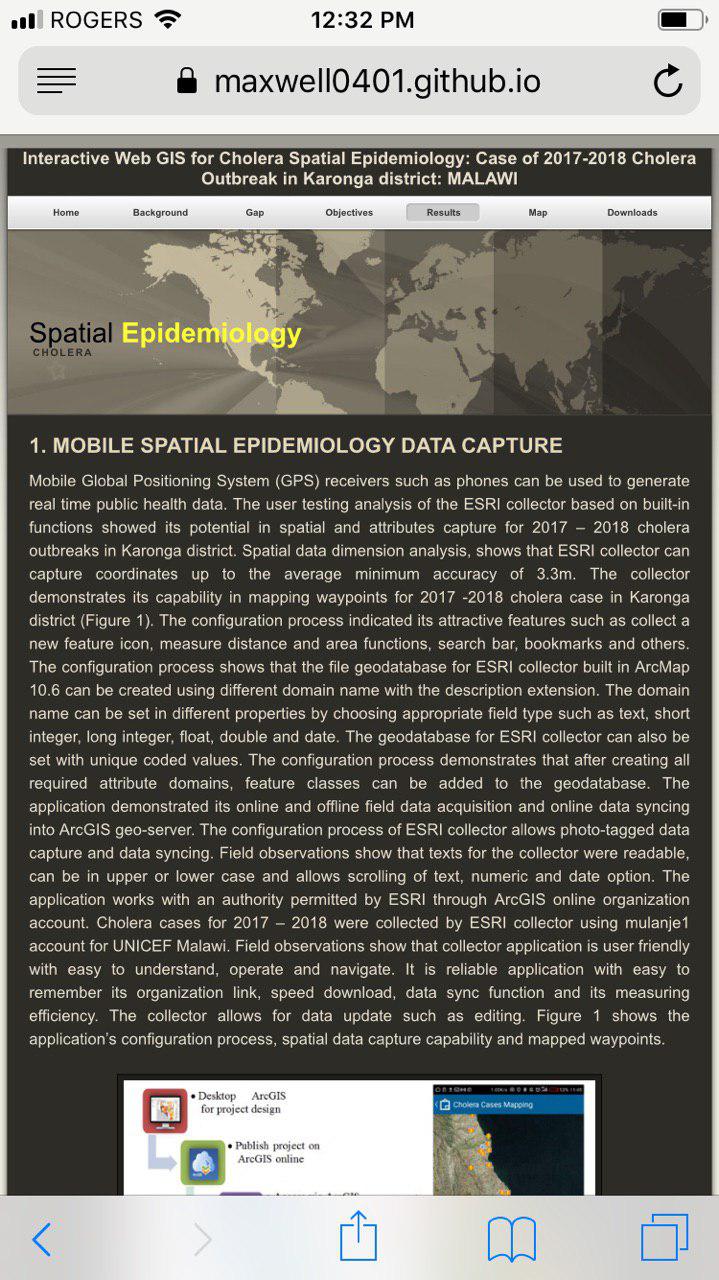 ROGERS 12:32 PM
maxwell0401.github.io
Interactive Web GIS for Cholera Spatial Epidemiology: Case of 2017-2018 Cholera
Outbreak in Karonga district: MALAWI
Home Background Gap Objectives Results Map Downloads
Spatial Epidemiology
CHOLERA
1. MOBILE SPATIAL EPIDEMIOLOGY DATA CAPTURE
Mobile Global Positioning System (GPS) receivers such as phones can be used to generate
real time public health data. The user testing analysis of the ESRI collector based on built-in
functions showed its potential in spatial and attributes capture for 2017 – 2018 cholera
outbreaks in Karonga district. Spatial data dimension analysis, shows that ESRI collector can
capture coordinates up to the average minimum accuracy of 3.3m. The collector
demonstrates its capability in mapping waypoints for 2017 -2018 cholera case in Karonga
district (Figure 1). The configuration process indicated its attractive features such as collect a
new feature icon, measure distance and area functions, search bar, bookmarks and others.
The configuration process shows that the file geodatabase for ESRI collector built in ArcMap
10.6 can be created using different domain name with the description extension. The domain
name can be set in different properties by choosing appropriate field type such as text, short
integer, long integer, float, double and date. The geodatabase for ESRI collector can also be
set with unique coded values. The configuration process demonstrates that after creating all
required attribute domains, feature classes can be added to the geodatabase. The
application demonstrated its online and offline field data acquisition and online data syncing
into ArcGIS geo-server. The configuration process of ESRI collector allows photo-tagged data
capture and data syncing. Field observations show that texts for the collector were readable,
can be in upper or lower case and allows scrolling of text, numeric and date option. The
application works with an authority permitted by ESRI through ArcGIS online organization
account. Cholera cases for 2017 – 2018 were collected by ESRI collector using mulanje1
account for UNICEF Malawi. Field observations show that collector application is user friendly
with easy to understand, operate and navigate. It is reliable application with easy to
remember its organization link, speed download, data sync function and its measuring
efficiency. The collector allows for data update such as editing. Figure 1 shows the
application's configuration process, spatial data capture capability and mapped waypoints.
• Desktop ArcGIS
for project design
• Publish project on
ArcGIS online
Cholera Cases Mapping